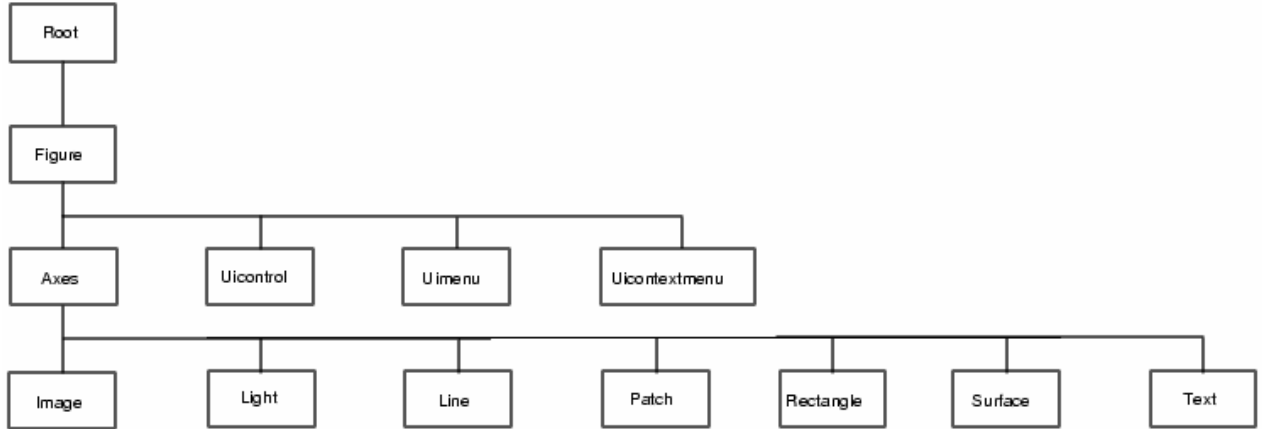 Root
Figure
Axes
Uicontrol
Uimenu
Uicontextmenu
Image
Light
Line
Patch
Rectangle
Surface
Text